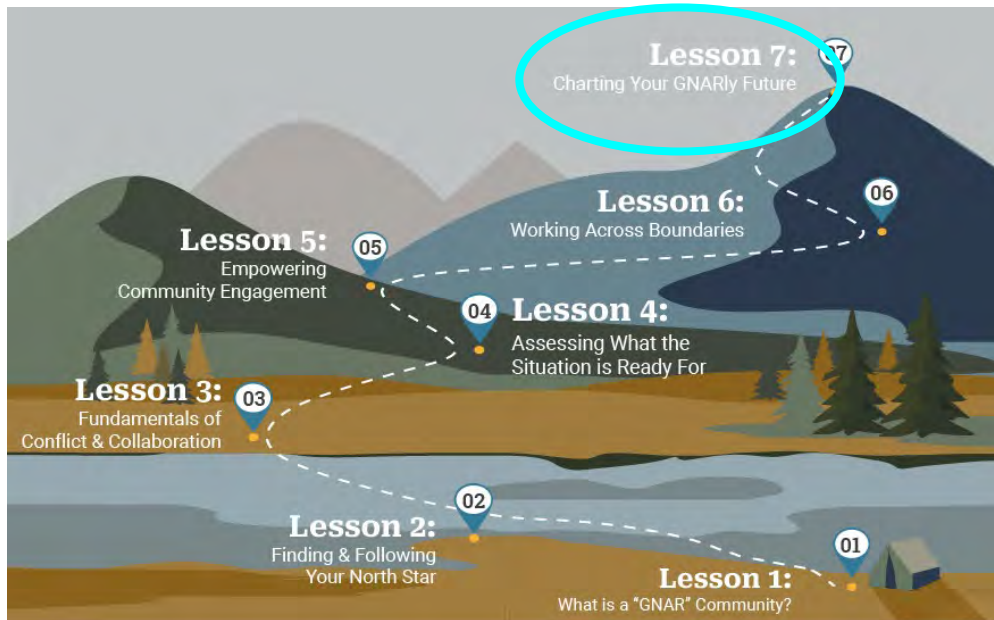 Lesson 7:
Charting Your GNARly Future
07
Lesson 6:
Working Across Boundaries
06
Lesson 5:
Empowering
Community Engagement
05
04
Lesson 4:
Assessing What the
Situation is Ready For
Lesson 3:
Fundamentals of
Conflict & Collaboration
03
02
Lesson 2:
Finding & Following
Your North Star
01
Lesson 1:
What is a "GNAR" Community?